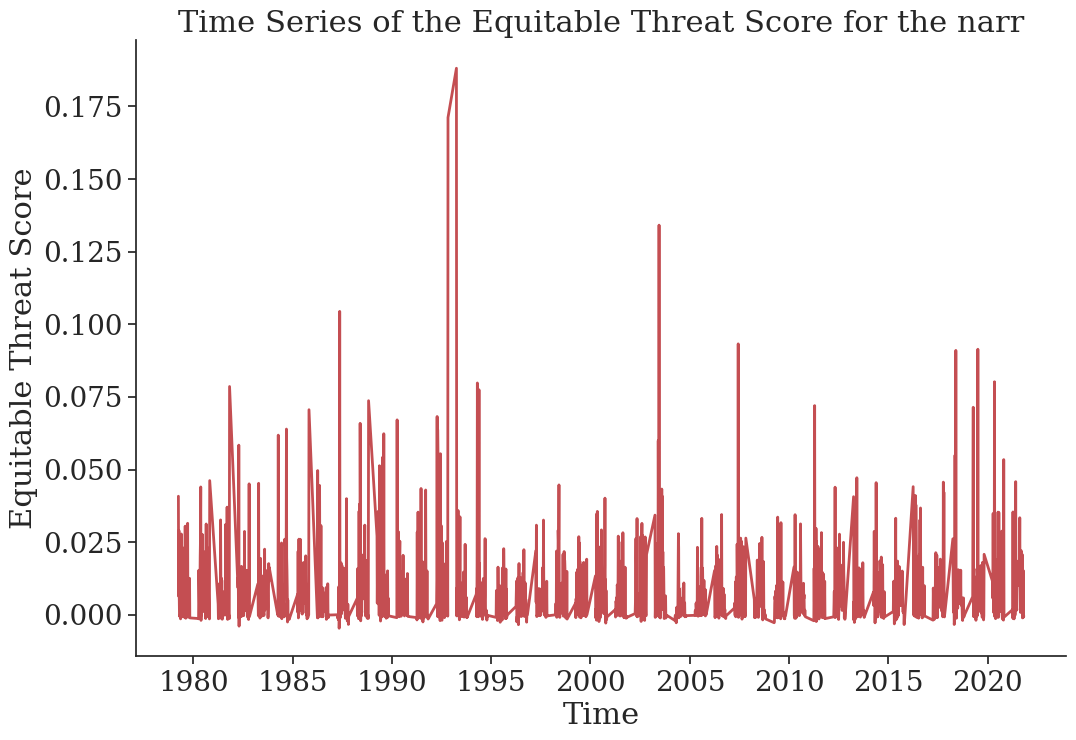 Time Series of the Equitable Threat Score for the narr
Equitable Threat Score
0.175
0.150
0.125
0.100
0.075
0.050
0.025
0.000
1980 1985 1990 1995 2000 2005 2010 2015 2020
Time